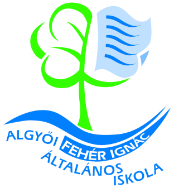 ALGYŐI
FEHÉR IGNÁC
ÁLTALÁNOS
ISKOLA